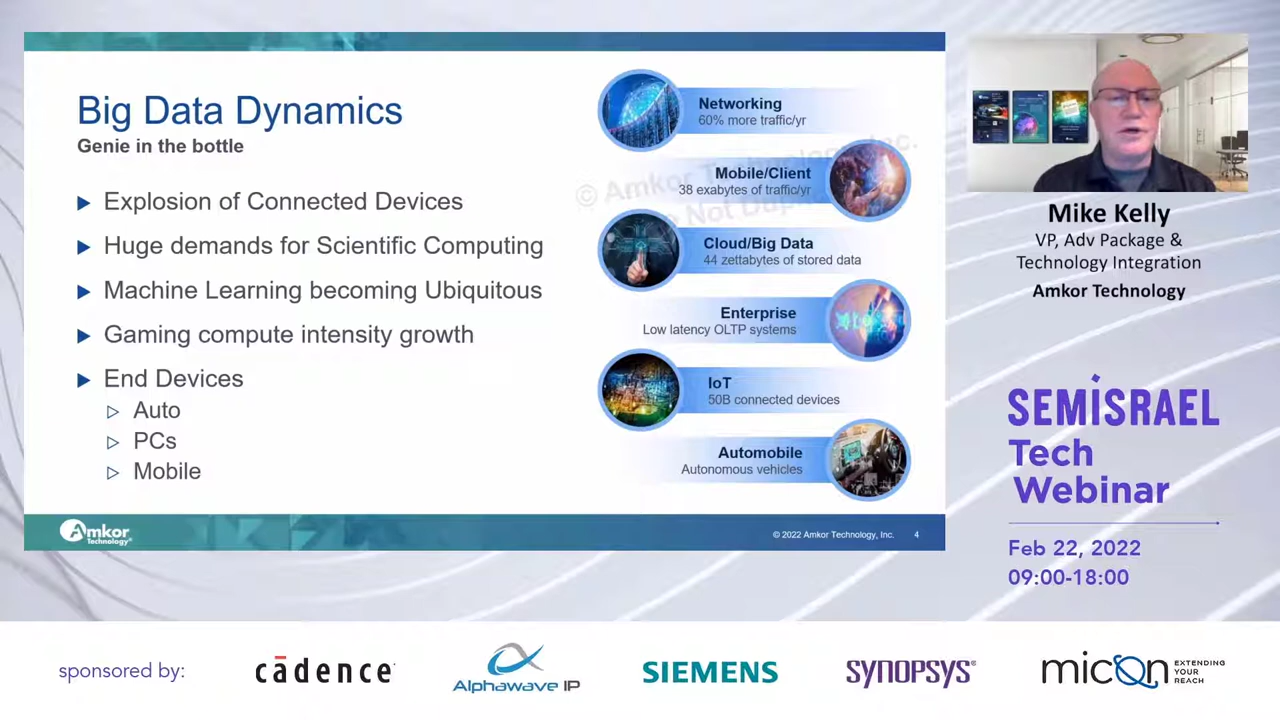 Big Data Dynamics
Genie in the bottle
Explosion of Connected Devices
Huge demands for Scientific Computing
Machine Learning becoming Ubiquitous
Gaming compute intensity growth
End Devices
Auto
PCs
Mobile
Networking
60% more traffic/yr
Mobile/Client
38 exabytes of traffic/yr
Cloud/Big Data
44 zettabytes of stored data
Enterprise
Low latency OLTP systems
IoT
50B connected devices
Automobile
Autonomous vehicles
Amkor
Technology®
© 2022 Amkor Technology, Inc. 4
Mike Kelly
VP, Adv Package &
Technology Integration
Amkor Technology
SEMISRAEL
Tech
Webinar
Feb 22, 2022
09:00-18:00
sponsored by:
cādence
Alphawave IP
SIEMENS
SYNOPSYS®
micon
EXTENDING
YOUR
REACH